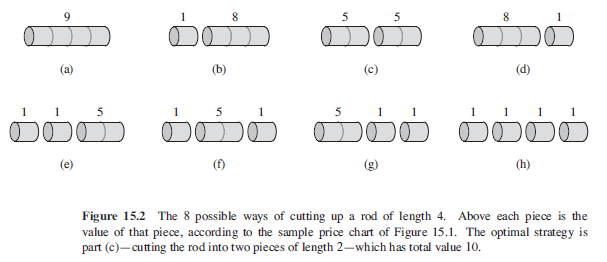 9 1 8 5 5 8 1
(a) (b) (c) (d)
1 1 5 1 5 1 5 1 1 1 1 1 1
(e) (f) (g) (h)
Figure 15.2 The 8 possible ways of cutting up a rod of length 4. Above each piece is the
value of that piece, according to the sample price chart of Figure 15.1. The optimal strategy is
part (c)—cutting the rod into two pieces of length 2—which has total value 10.